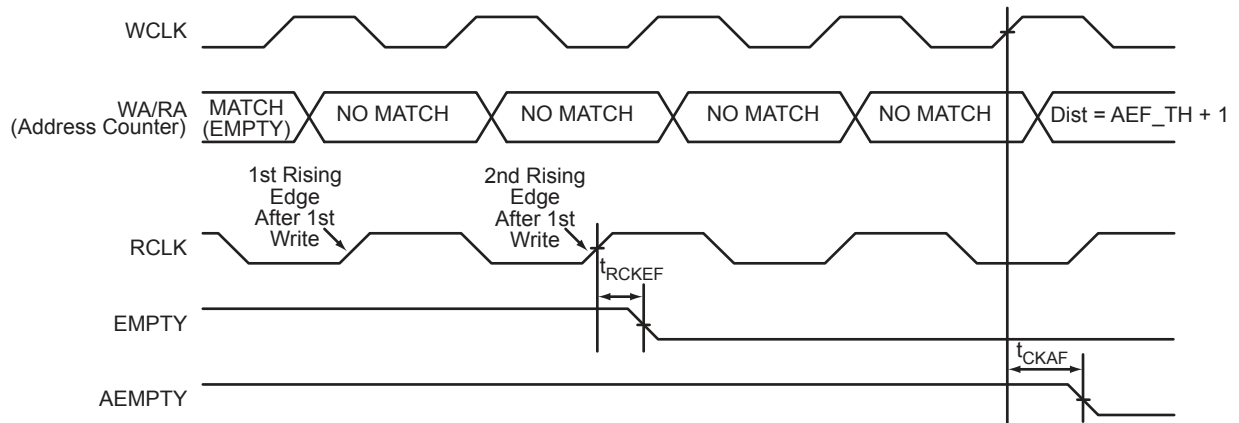 WCLK
WA/RA
(Address Counter)
MATCH
(EMPTY)
NO MATCH
NO MATCH
NO MATCH
NO MATCH
Dist = AEF_TH + 1
1st Rising
Edge
After 1st
Write
2nd Rising
Edge
After 1st
Write
RCLK
tRCKEF
EMPTY
tCKAF
AEMPTY